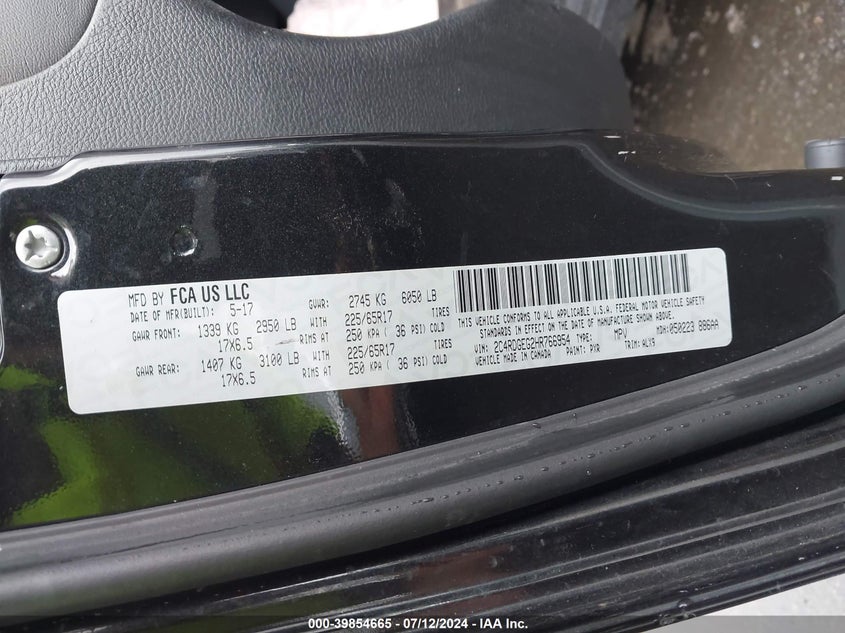 MFD BY FCA US LLC
DATE OF MFR(BUILT): 5-17 GVWR: 2745 KG 6050 LB
GAWR FRONT: 1339 KG 2950 LB WITH 225/65R17 TIRES
17X6.5 RIMS AT 250 KPA ( 36 PSI) COLD
GAWR REAR: 1407 KG 3100 LB WITH 225/65R17 TIRES
17X6.5 RIMS AT 250 KPA ( 36 PSI) COLD
THIS VEHICLE CONFORMS TO ALL APPLICABLE U.S.A. FEDERAL MOTOR VEHICLE SAFETY
STANDARDS IN EFFECT ON THE DATE OF MANUFACTURE SHOWN ABOVE.
VIN: 2C4RDGEG2HR766954 TYPE: MPV MDH: 050223 886AA
VEHICLE MADE IN CANADA PAINT: PXR TRIM: ALX9
000-39854665 - 07/12/2024 - IAA Inc.